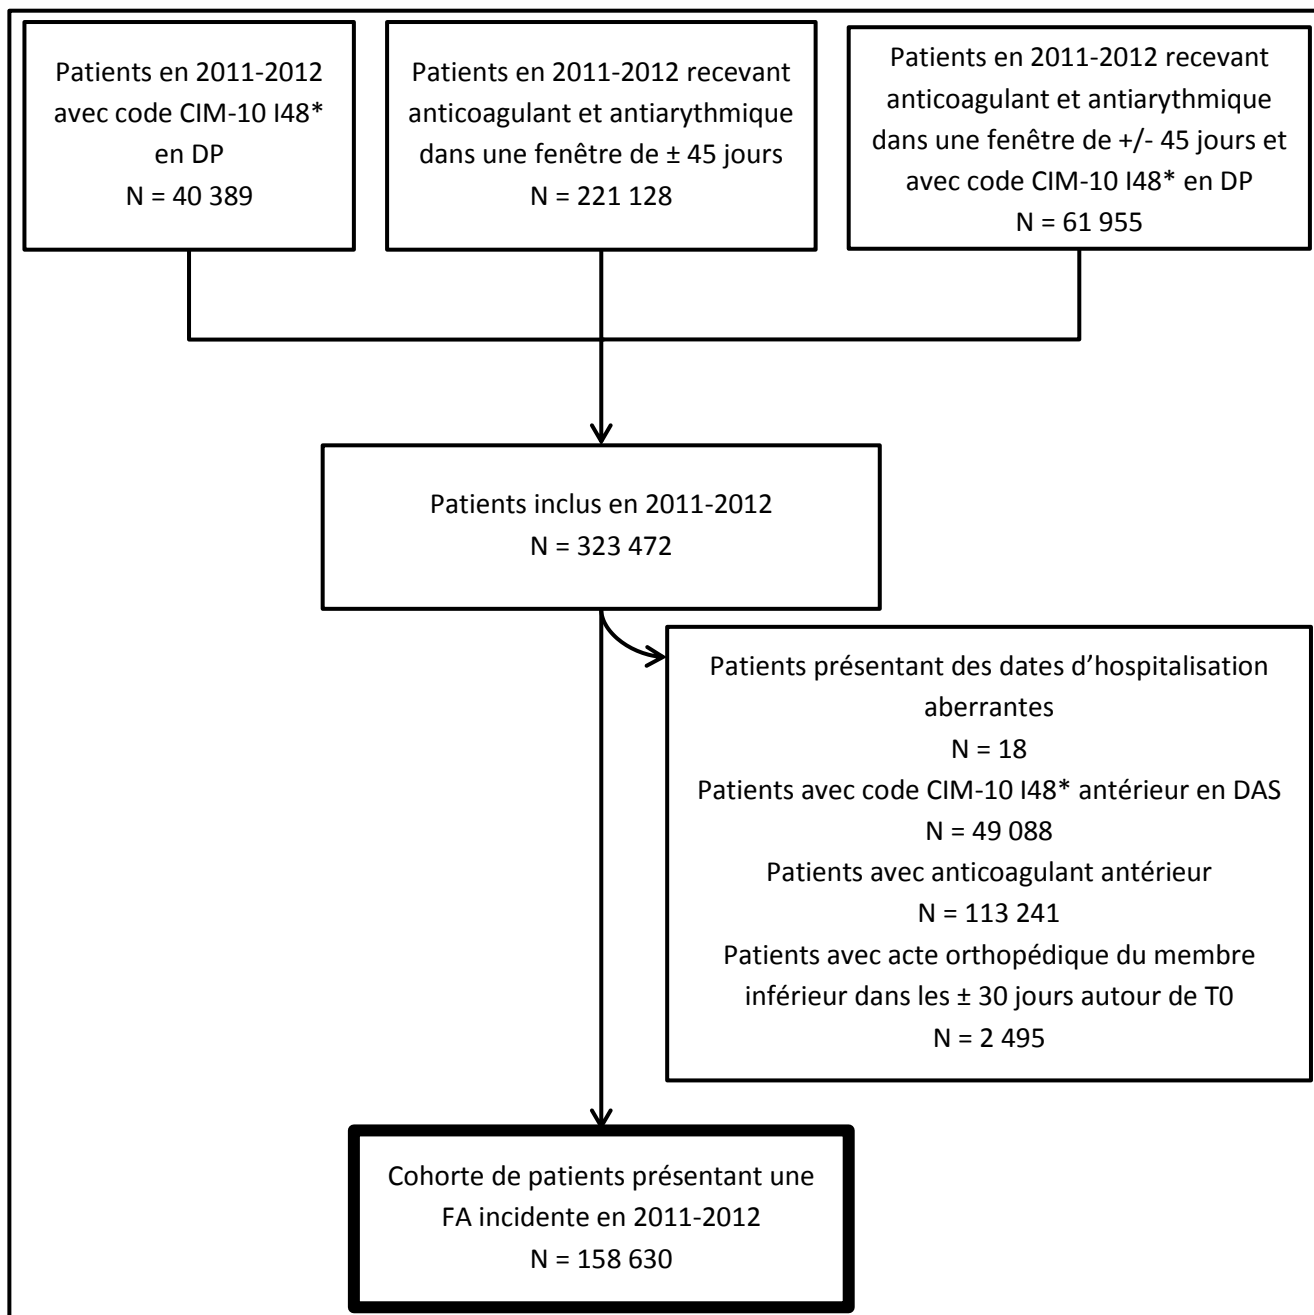 Patients en 2011-2012
avec code CIM-10 I48*
en DP
N = 40 389
Patients en 2011-2012 recevant
anticoagulant et antiarythmique
dans une fenêtre de ± 45 jours
N = 221 128
Patients en 2011-2012 recevant
anticoagulant et antiarythmique
dans une fenêtre de +/- 45 jours et
avec code CIM-10 I48* en DP
N = 61 955
Patients inclus en 2011-2012
N = 323 472
Patients présentant des dates d’hospitalisation
aberrantes
N = 18
Patients avec code CIM-10 I48* antérieur en DAS
N = 49 088
Patients avec anticoagulant antérieur
N = 113 241
Patients avec acte orthopédique du membre
inférieur dans les ± 30 jours autour de T0
N = 2 495
Cohorte de patients présentant une
FA incidente en 2011-2012
N = 158 630